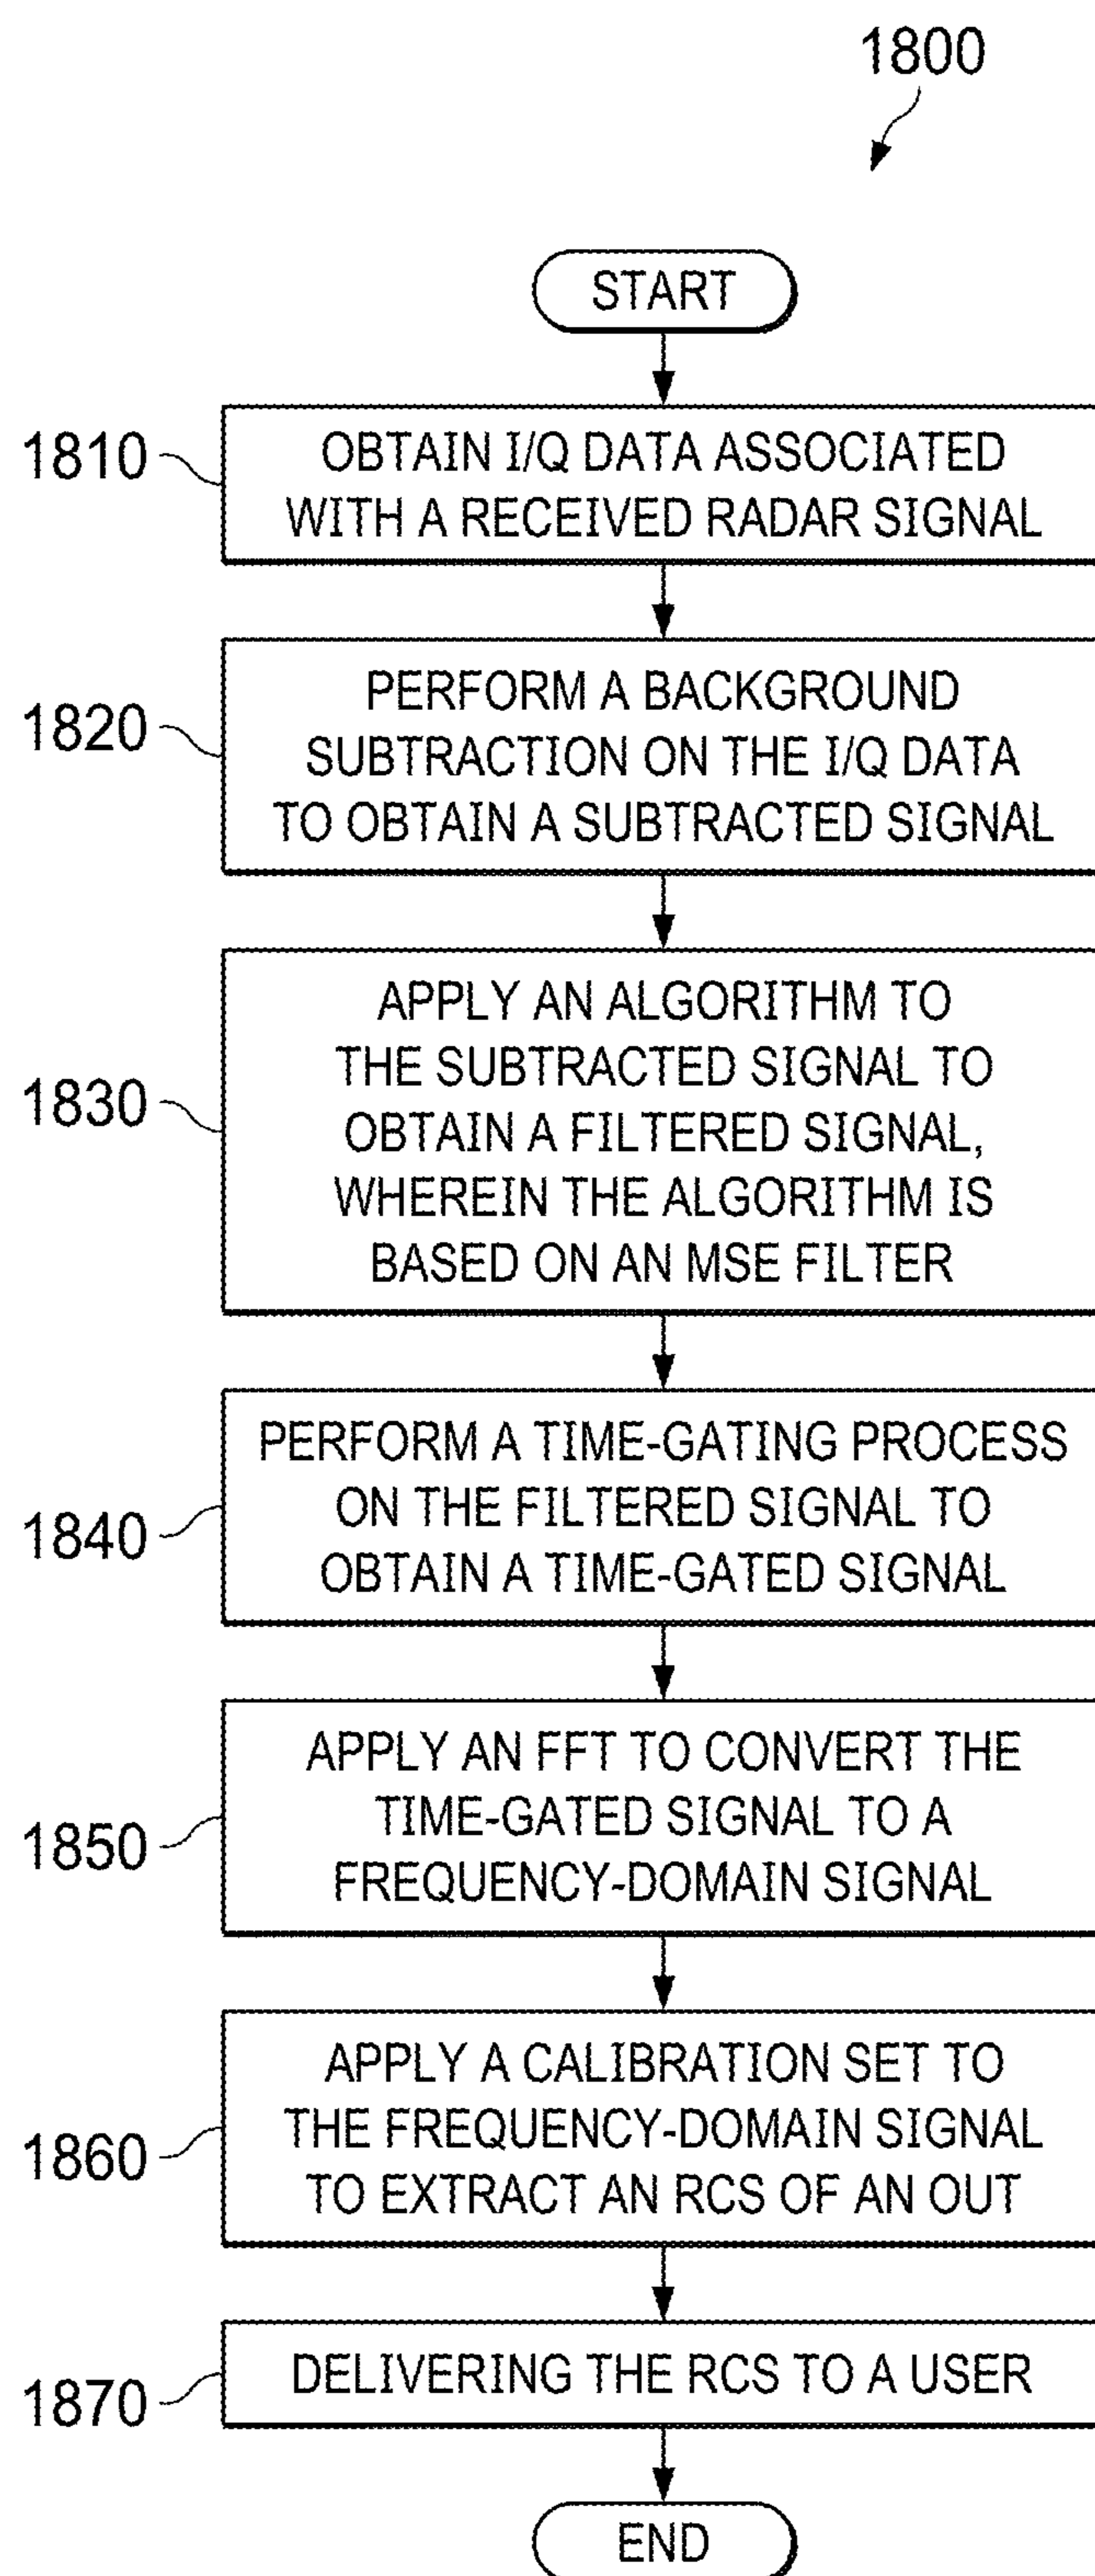 1800
START
1810
OBTAIN I/Q DATA ASSOCIATED
WITH A RECEIVED RADAR SIGNAL
1820
PERFORM A BACKGROUND
SUBTRACTION ON THE I/Q DATA
TO OBTAIN A SUBTRACTED SIGNAL
1830
APPLY AN ALGORITHM TO
THE SUBTRACTED SIGNAL TO
OBTAIN A FILTERED SIGNAL,
WHEREIN THE ALGORITHM IS
BASED ON AN MSE FILTER
1840
PERFORM A TIME-GATING PROCESS
ON THE FILTERED SIGNAL TO
OBTAIN A TIME-GATED SIGNAL
1850
APPLY AN FFT TO CONVERT THE
TIME-GATED SIGNAL TO A
FREQUENCY-DOMAIN SIGNAL
1860
APPLY A CALIBRATION SET TO
THE FREQUENCY-DOMAIN SIGNAL
TO EXTRACT AN RCS OF AN OUT
1870
DELIVERING THE RCS TO A USER
END